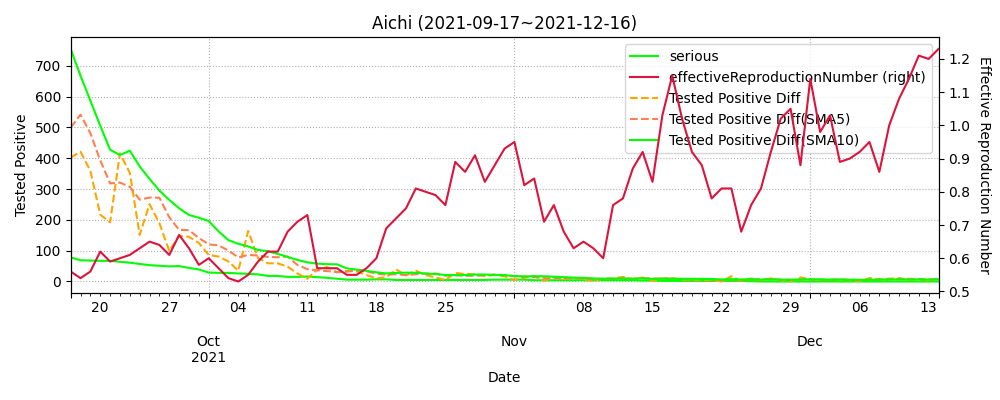 Aichi (2021-09-17~2021-12-16)
serious
effectiveReproductionNumber (right)
Tested Positive Diff
Tested Positive Diff(SMA5)
Tested Positive Diff(SMA10)
Tested Positive
700
600
500
400
300
200
100
0
Effective Reproduction Number
1.2
1.1
1.0
0.9
0.8
0.7
0.6
0.5
20 27 04 11 18 25 08 15 22 29 06 13
Oct Nov Dec
2021
Date